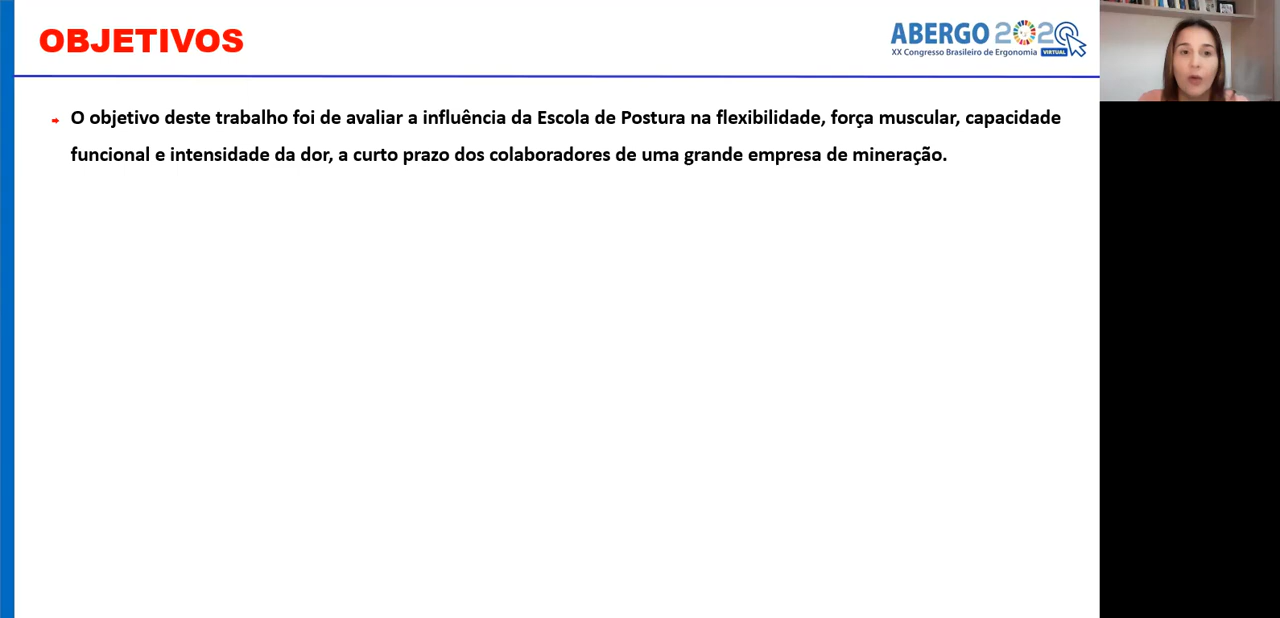 OBJETIVOS
ABERGO 2020
XX Congresso Brasileiro de Ergonomia VIRTUAL
O objetivo deste trabalho foi de avaliar a influência da Escola de Postura na flexibilidade, força muscular, capacidade
funcional e intensidade da dor, a curto prazo dos colaboradores de uma grande empresa de mineração.